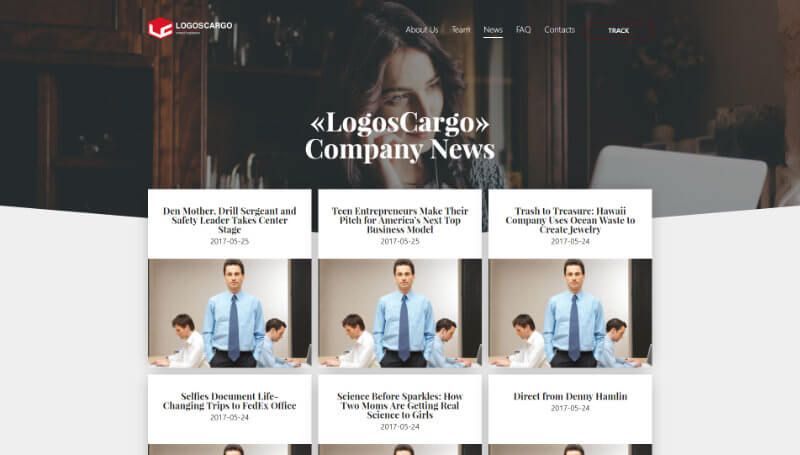 LOGOSCARGO
About Us Team News FAQ Contacts TRACK
«LogosCargo»
Company News
Den Mother, Drill Sergeant and
Safety Leader Takes Center
Stage
2017-05-25
Teen Entrepreneurs Make Their
Pitch for America's Next Top
Business Model
2017-05-25
Trash to Treasure: Hawaii
Company Uses Ocean Waste to
Create Jewelry
2017-05-24
Selfies Document Life-
Changing Trips to FedEx Office
2017-05-24
Science Before Sparkles: How
Two Moms Are Getting Real
Science to Girls
2017-05-24
Direct from Denny Hamlin
2017-05-24